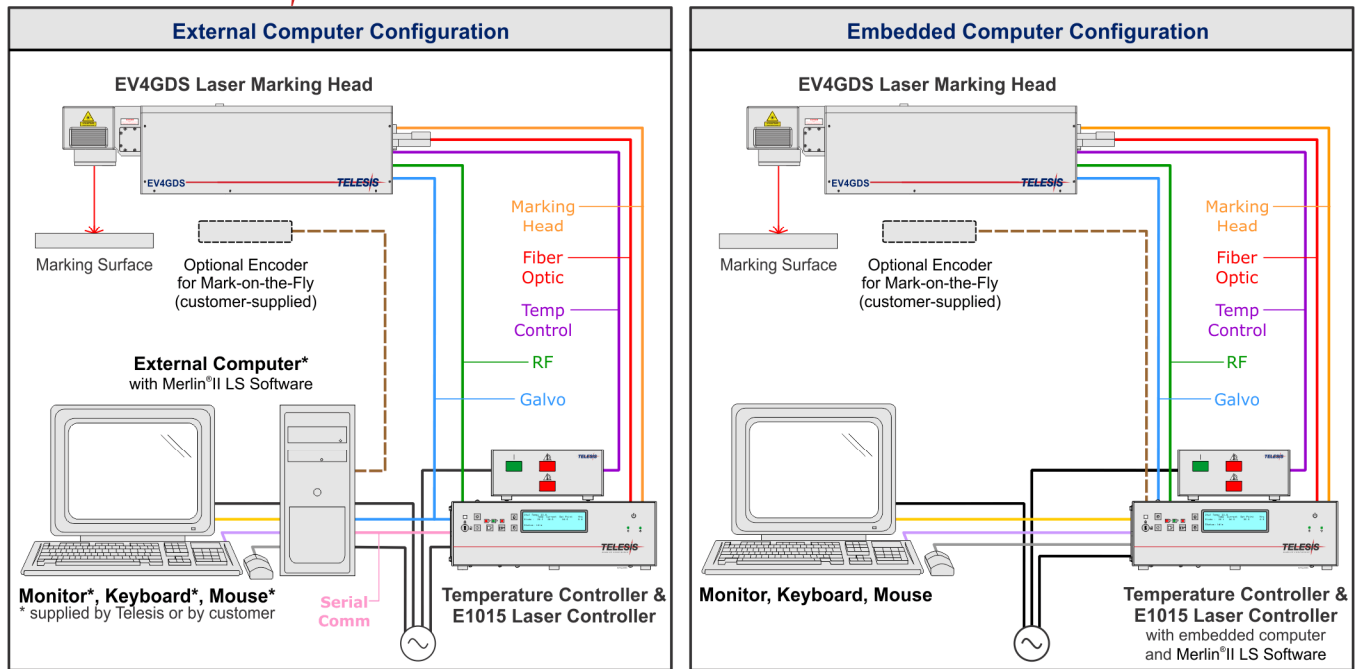 External Computer Configuration
EV4GDS Laser Marking Head
EV4GDS
TELESIS
Marking
Head
Fiber
Optic
Temp
Control
RF
Galvo
Marking Surface
Optional Encoder
for Mark-on-the-Fly
(customer-supplied)
External Computer*
with Merlin®II LS Software
TELESIS
TELESIS
Monitor*, Keyboard*, Mouse*
* supplied by Telesis or by customer
Serial
Comm
Temperature Controller &
E1015 Laser Controller
Embedded Computer Configuration
EV4GDS Laser Marking Head
EV4GDS
TELESIS
Marking
Head
Fiber
Optic
Temp
Control
RF
Galvo
Marking Surface
Optional Encoder
for Mark-on-the-Fly
(customer-supplied)
TELESIS
TELESIS
Monitor, Keyboard, Mouse
Temperature Controller &
E1015 Laser Controller
with embedded computer
and Merlin®II LS Software